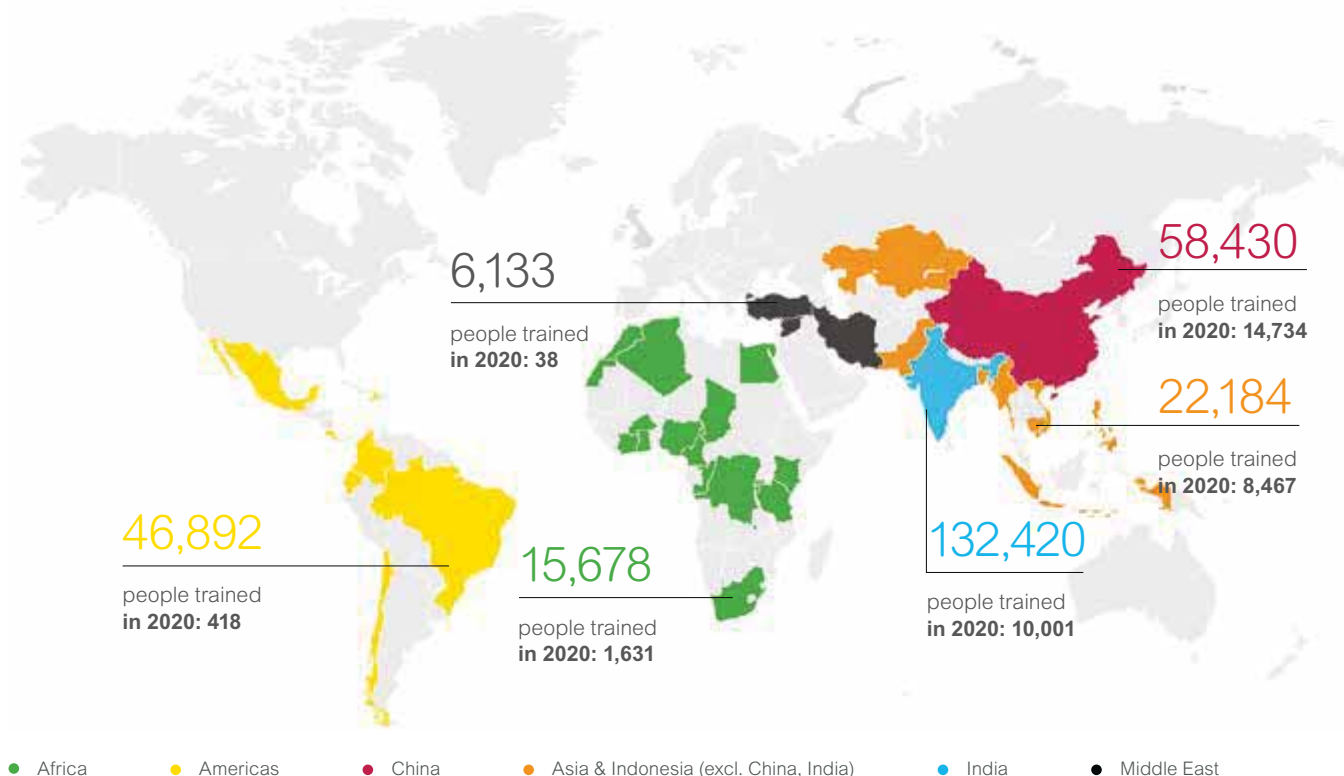 58,430
people trained
in 2020: 14,734
6,133
people trained
in 2020: 38
22,184
people trained
in 2020: 8,467
46,892
people trained
in 2020: 418
15,678
people trained
in 2020: 1,631
132,420
people trained
in 2020: 10,001
Africa
Americas
China
Asia & Indonesia (excl. China, India)
India
Middle East